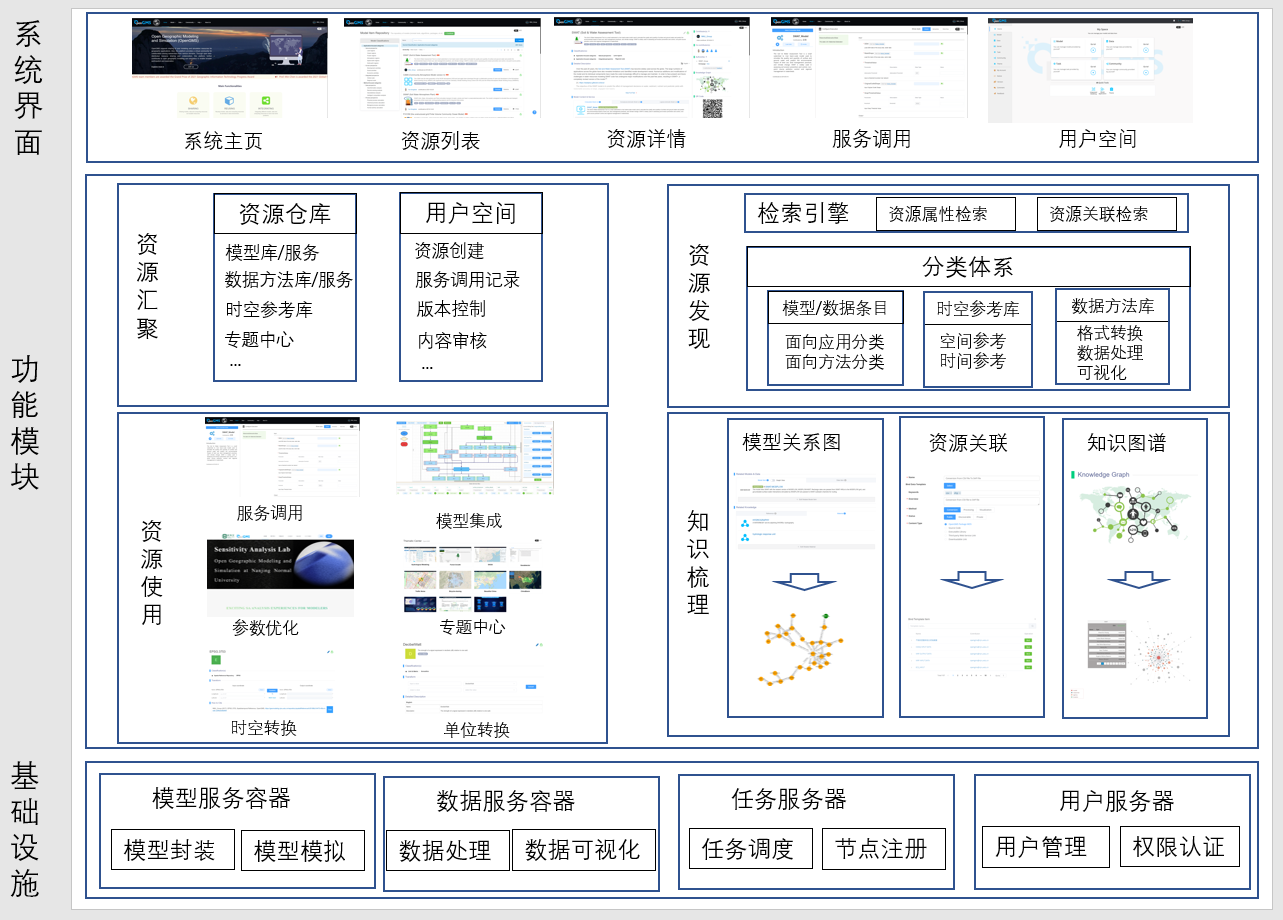 系统界面
系统主页
资源列表
资源详情
服务调用
用户空间
功能模块
资源汇聚
资源仓库
模型库/服务
数据方法库/服务
时空参考库
专题中心
...
用户空间
资源创建
服务调用记录
版本控制
内容审核
...
资源发现
检索引擎
资源属性检索
资源关联检索
分类体系
模型/数据条目
面向应用分类
面向方法分类
时空参考库
空间参考
时间参考
数据方法库
格式转换
数据处理
可视化
资源使用
服务调用
模型集成
Sensitivity Analysis Lab
Open Geographic Modeling and
Simulation at Nanjing Normal
University
参数优化
专题中心
时空转换
单位转换
知识梳理
模型关系图
资源关联
知识图谱
Knowledge Graph
基础设施
模型服务容器
模型封装
模型模拟
数据服务容器
数据处理
数据可视化
任务服务器
任务调度
节点注册
用户服务器
用户管理
权限认证